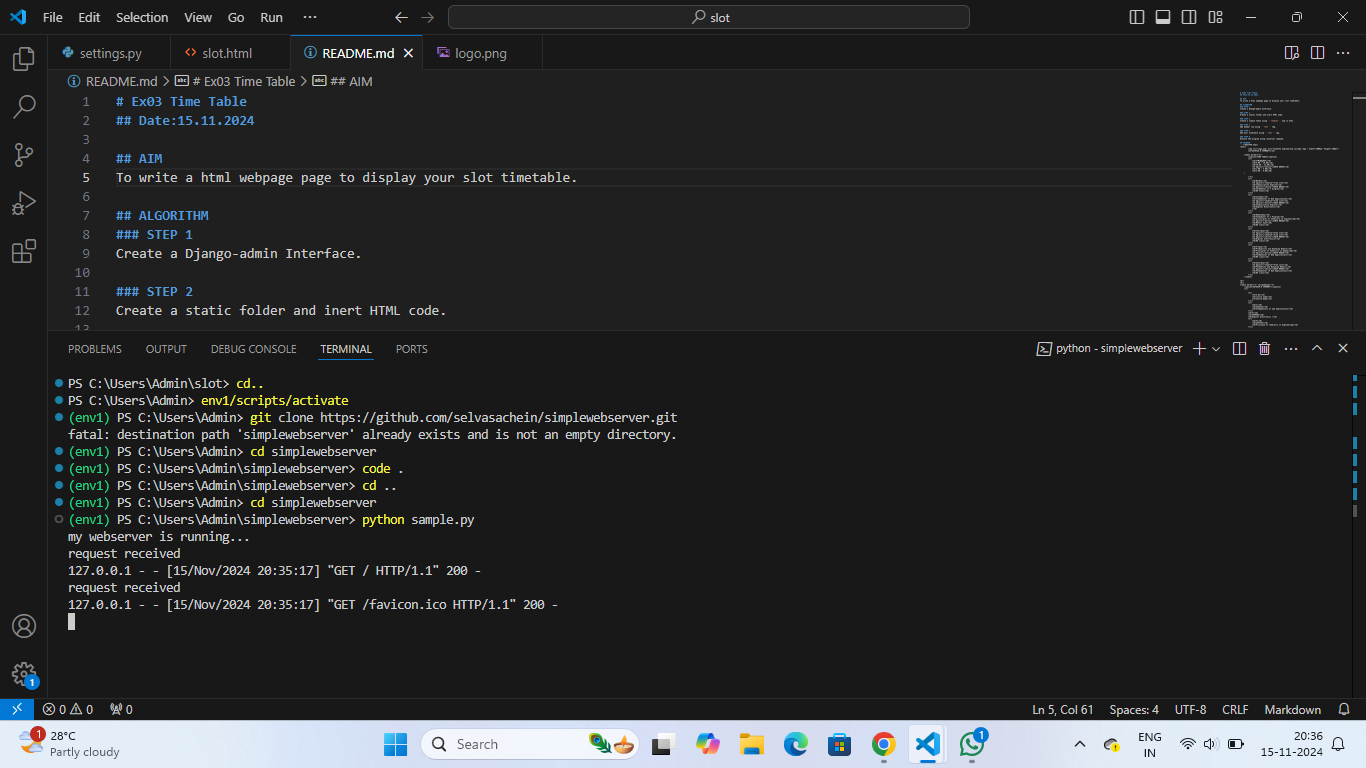 File Edit Selection View Go Run ··· slot
settings.py slot.html README.md logo.png
README.md > # Ex03 Time Table > ## AIM
1 # Ex03 Time Table
2 ## Date:15.11.2024
3
4 ## AIM
5 To write a html webpage page to display your slot timetable.
6
7 ## ALGORITHM
8 ### STEP 1
9 Create a Django-admin Interface.
10
11 ### STEP 2
12 Create a static folder and inert HTML code.
13
PROBLEMS OUTPUT DEBUG CONSOLE TERMINAL PORTS python - simplewebserver
PS C:\Users\Admin\slot> cd..
PS C:\Users\Admin> env1/scripts/activate
(env1) PS C:\Users\Admin> git clone https://github.com/selvasachein/simplewebserver.git
fatal: destination path 'simplewebserver' already exists and is not an empty directory.
(env1) PS C:\Users\Admin> cd simplewebserver
(env1) PS C:\Users\Admin\simplewebserver> code .
(env1) PS C:\Users\Admin\simplewebserver> cd ..
(env1) PS C:\Users\Admin> cd simplewebserver
(env1) PS C:\Users\Admin\simplewebserver> python sample.py
my webserver is running...
request received
127.0.0.1 - - [15/Nov/2024 20:35:17] "GET / HTTP/1.1" 200 -
request received
127.0.0.1 - - [15/Nov/2024 20:35:17] "GET /favicon.ico HTTP/1.1" 200 -
1
0 0 0 Ln 5, Col 61 Spaces: 4 UTF-8 CRLF Markdown
1 28°C Search 1 ENG 20:36
Partly cloudy IN 15-11-2024